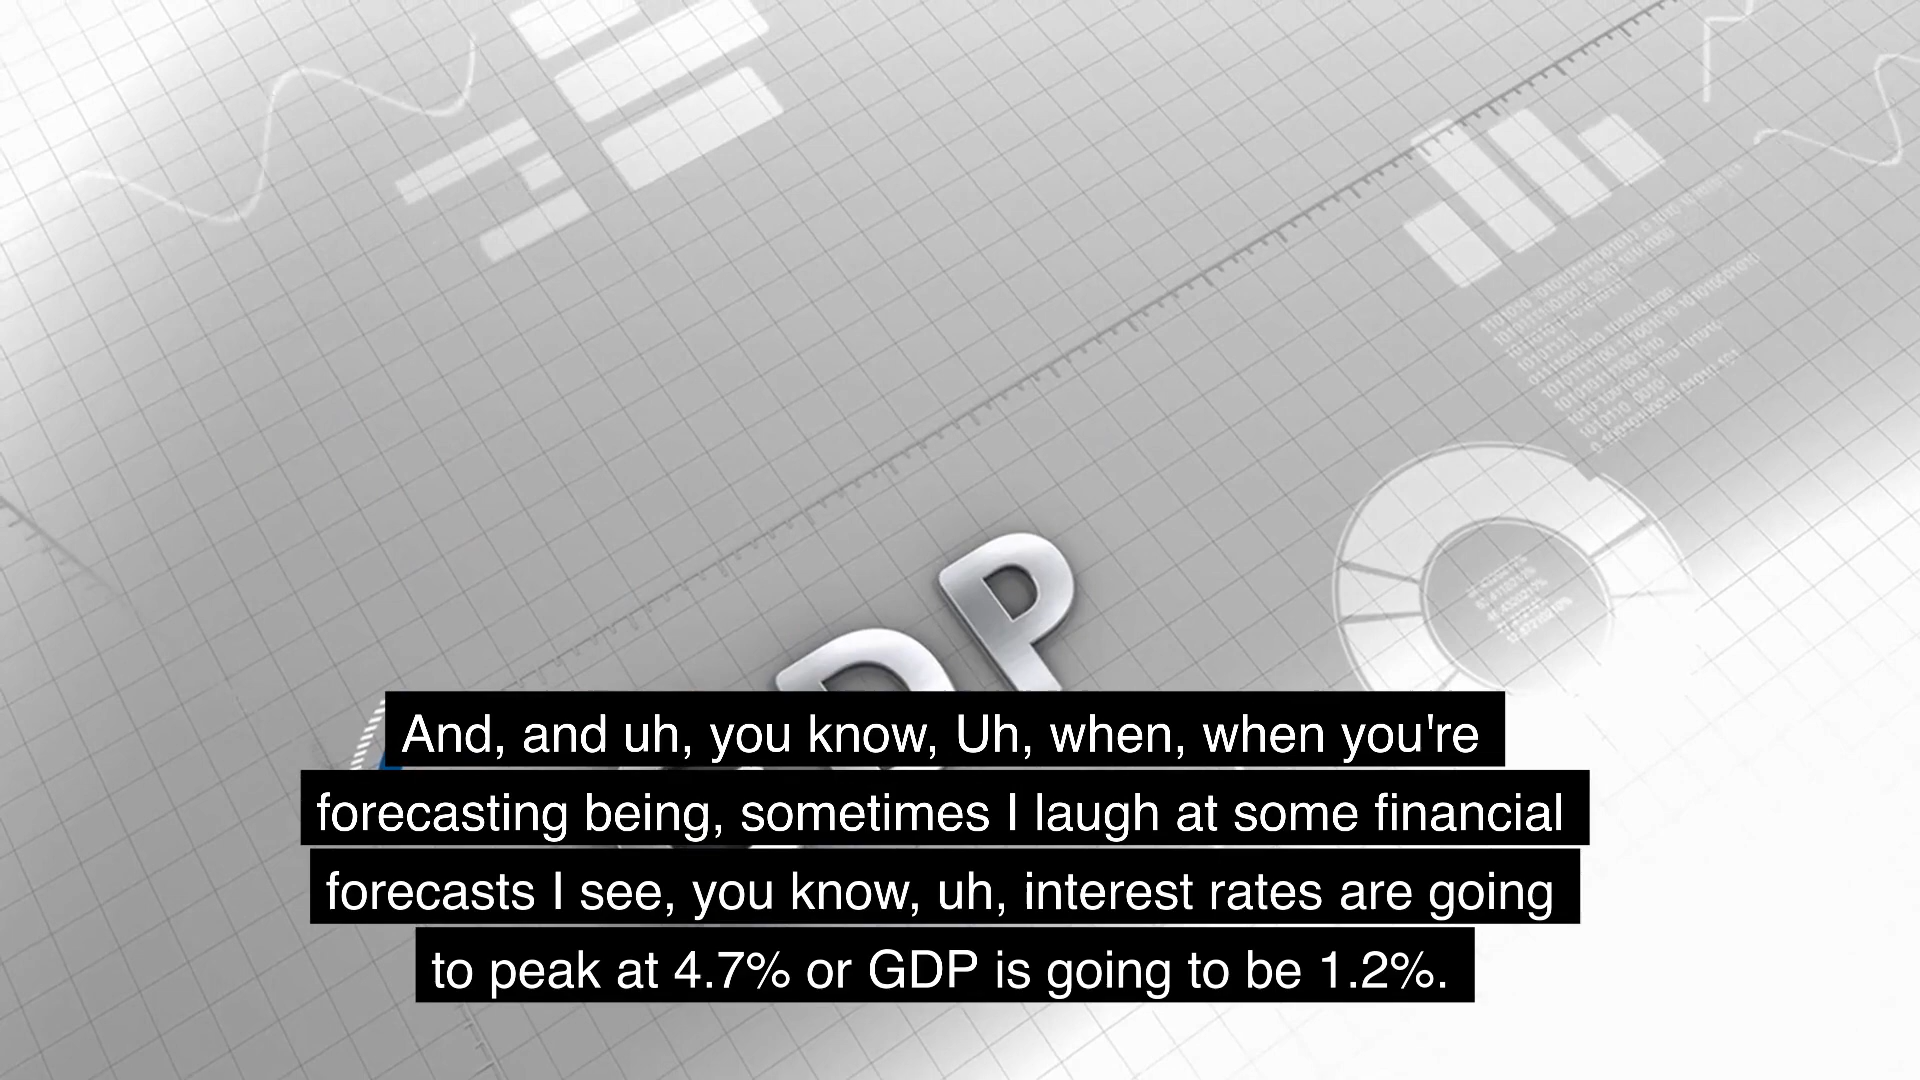 DP
And, and uh, you know, Uh, when, when you're
forecasting being, sometimes I laugh at some financial
forecasts I see, you know, uh, interest rates are going
to peak at 4.7% or GDP is going to be 1.2%.